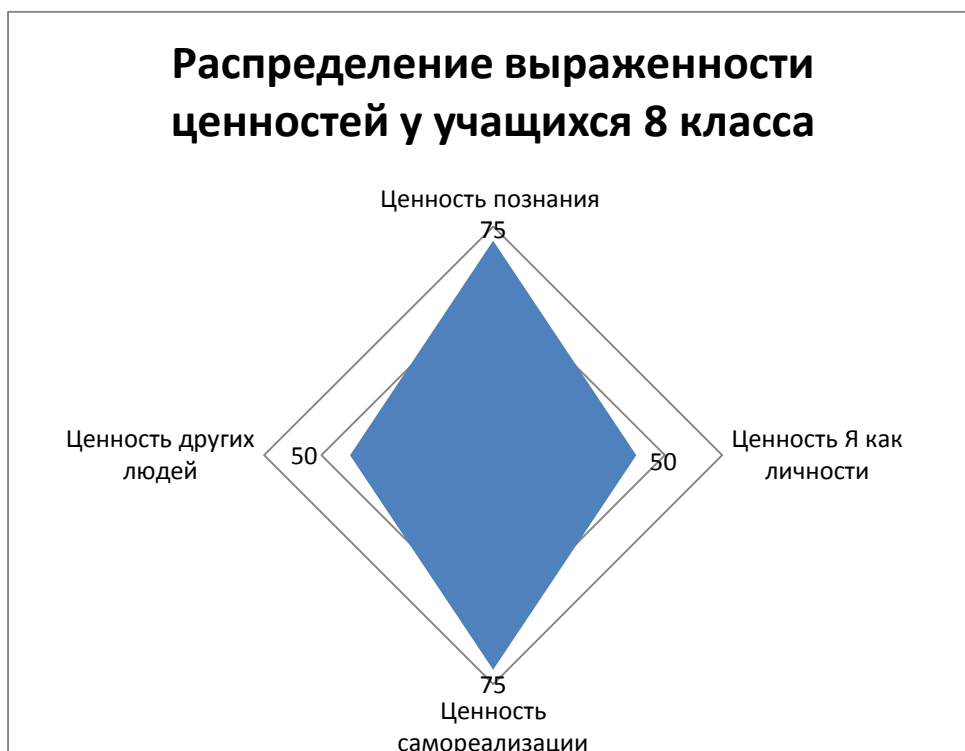 Распределение выраженности
ценностей у учащихся 8 класса
Ценность познания
75
Ценность других
людей
50
50
Ценность Я как
личности
75
Ценность
самореализации